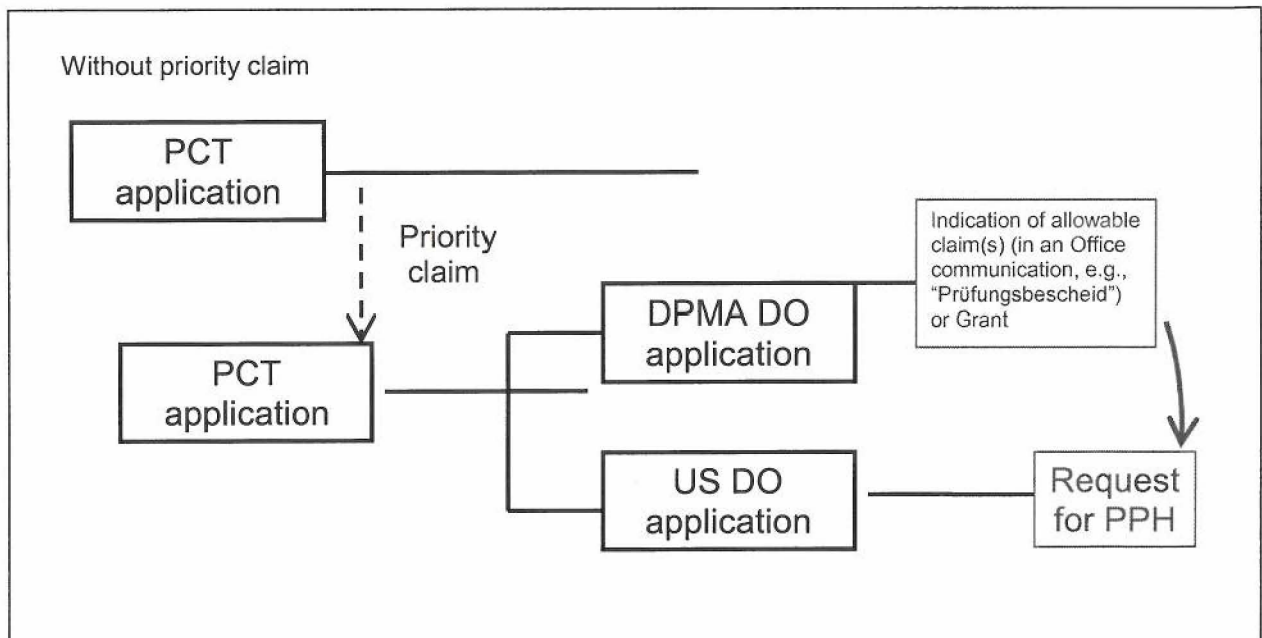 Without priority claim
PCT
application
Priority
claim
PCT
application
DPMA DO
application
Indication of allowable
claim(s) (in an Office
communication, e.g.,
“Prüfungsbescheid”)
or Grant
US DO
application
Request
for PPH